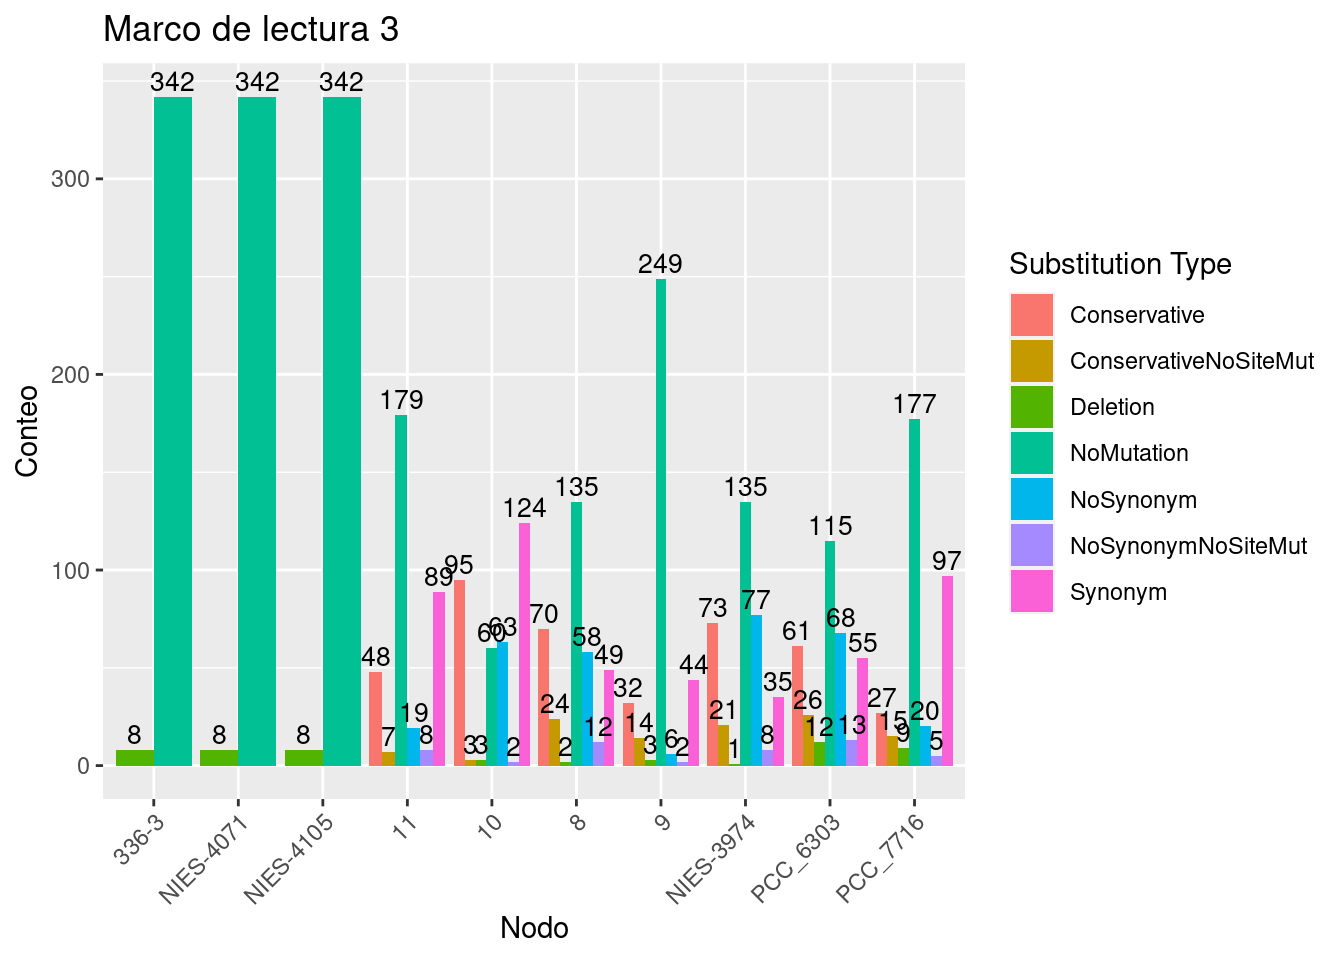 Marco de lectura 3
342 342 342
300
249
200
179 177
135 135
124
115
100
95 89 97
73 77
70 68
60 63 61
58 55
48 49 44
32 35
24 21 26 27
19 14 15 20
8 8 8 7 8 3 3 2 2 12 3 6 2 1 8 12 13 9 5
0
Conteo
336-3
NIES-4071
NIES-4105
11
10
8
9
NIES-3974
PCC_6303
PCC_7716
Nodo
Substitution Type
Conservative
ConservativeNoSiteMut
Deletion
NoMutation
NoSynonym
NoSynonymNoSiteMut
Synonym